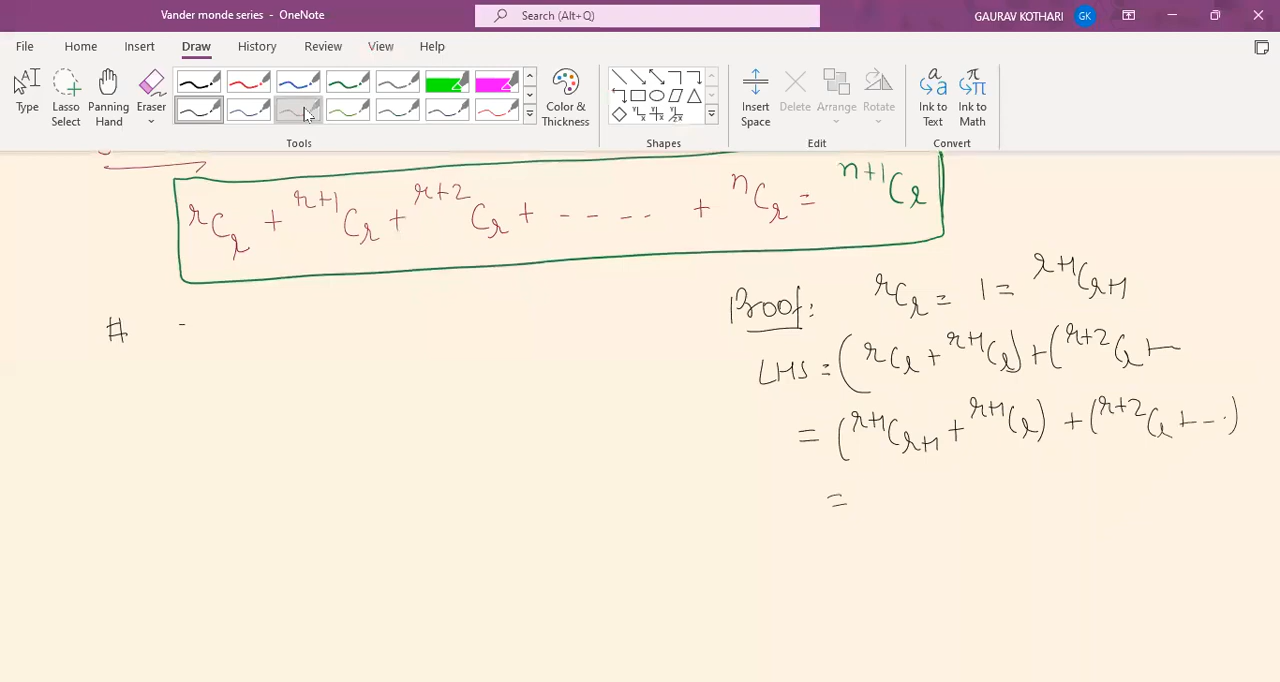 Vander monde series - OneNote
Search (Alt+Q)
GAURAV KOTHARI GK
File Home Insert Draw History Review View Help
Type Lasso Select Panning Hand Eraser
Color & Thickness
Insert Space Delete Arrange Rotate
Ink to Text Ink to Math
Tools Shapes Edit Convert
ʳCᵣ + ʳ⁺¹Cᵣ + ʳ⁺²Cᵣ + - - - - - + ⁿCᵣ = ⁿ⁺¹Cᵣ
Proof: ʳCᵣ = 1 = ʳ⁺¹Cᵣ₊₁
#
LHS = (ʳCᵣ + ʳ⁺¹Cᵣ) + (ʳ⁺²Cᵣ + -
= (ʳ⁺¹Cᵣ₊₁ + ʳ⁺¹Cᵣ) + (ʳ⁺²Cᵣ + - - ·)
=